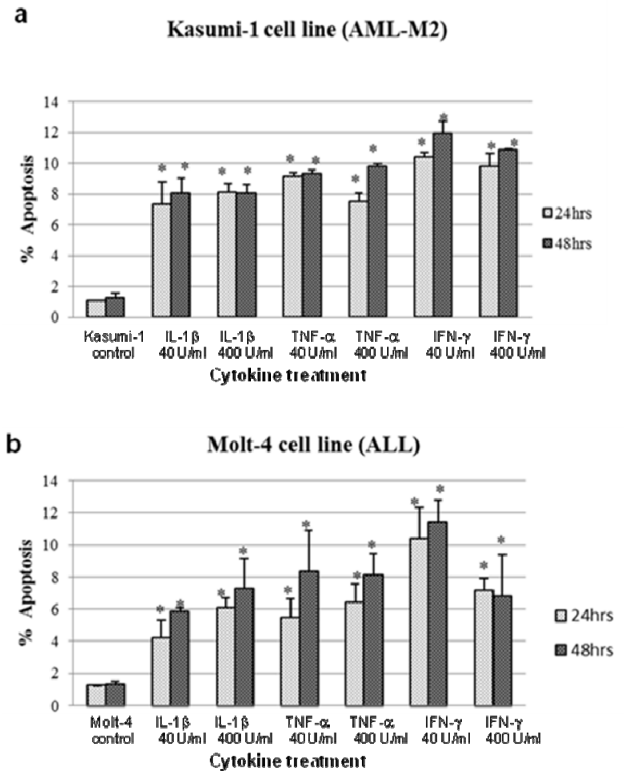 a
Kasumi-1 cell line (AML-M2)
14
12
10
8
6
4
2
0
% Apoptosis
* * * * * * * * * * * *
24hrs
48hrs
Kasumi-1 control
IL-1β 40 U/ml
IL-1β 400 U/ml
TNF-α 40 U/ml
TNF-α 400 U/ml
IFN-γ 40 U/ml
IFN-γ 400 U/ml
Cytokine treatment
b
Molt-4 cell line (ALL)
14
12
10
8
6
4
2
0
% Apoptosis
* * * * * * * * * * * *
24hrs
48hrs
Molt-4 control
IL-1β 40 U/ml
IL-1β 400 U/ml
TNF-α 40 U/ml
TNF-α 400 U/ml
IFN-γ 40 U/ml
IFN-γ 400 U/ml
Cytokine treatment